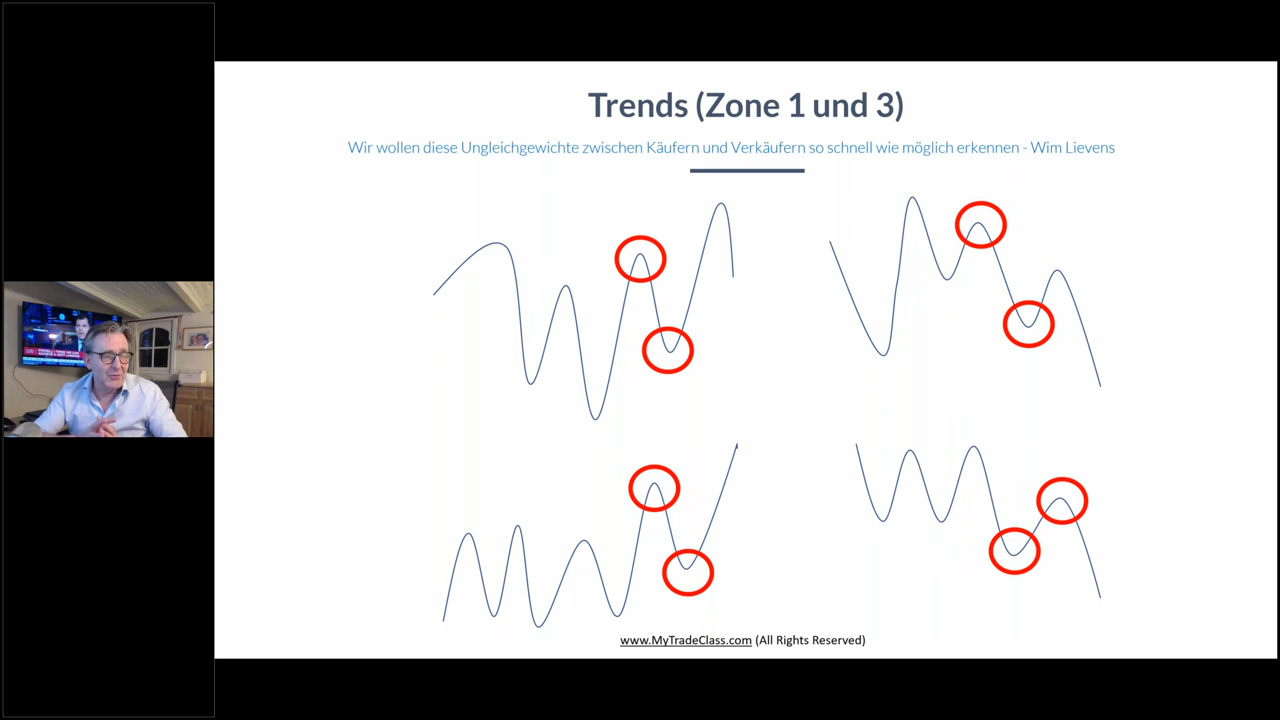 Trends (Zone 1 und 3)
Wir wollen diese Ungleichgewichte zwischen Käufern und Verkäufern so schnell wie möglich erkennen - Wim Lievens
www.MyTradeClass.com (All Rights Reserved)